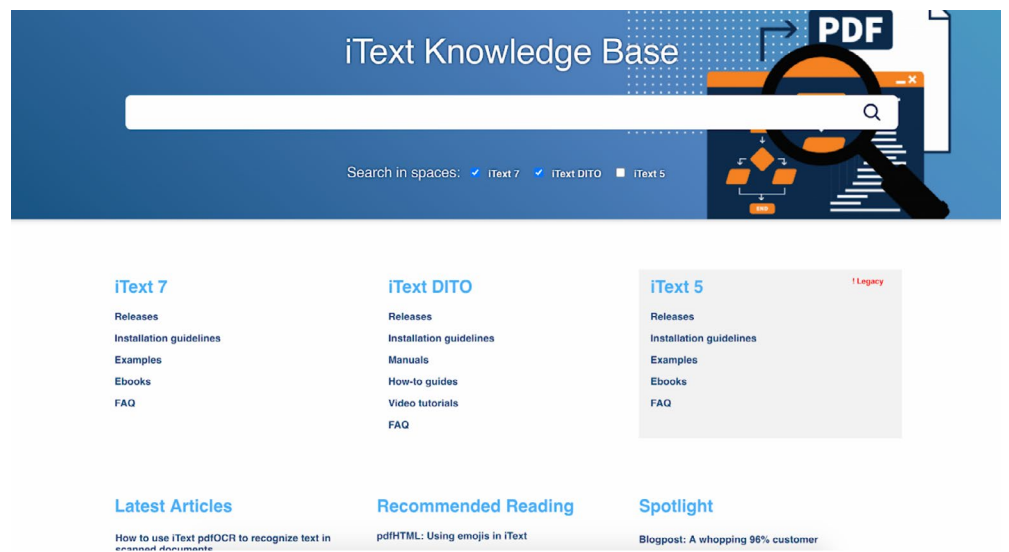 PDF
iText Knowledge Base
Search in spaces: iText 7 iText DITO iText 5
END
iText 7
Releases
Installation guidelines
Examples
Ebooks
FAQ
iText DITO
Releases
Installation guidelines
Manuals
How-to guides
Video tutorials
FAQ
iText 5
! Legacy
Releases
Installation guidelines
Examples
Ebooks
FAQ
Latest Articles
How to use iText pdfOCR to recognize text in
scanned documents
Recommended Reading
pdfHTML: Using emojis in iText
Spotlight
Blogpost: A whopping 96% customer